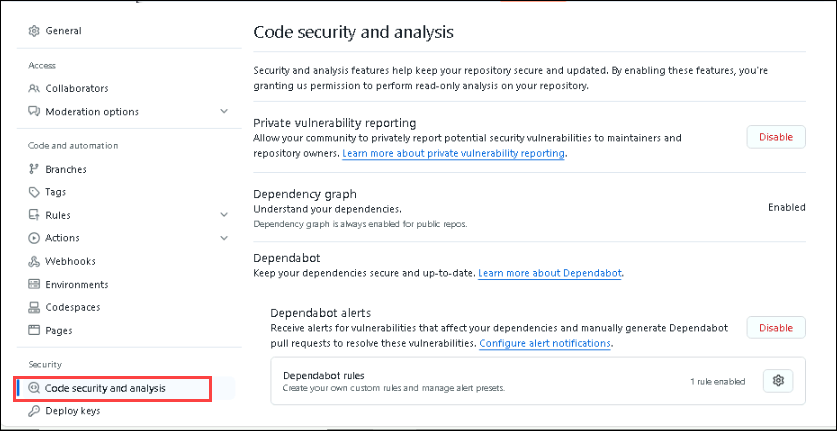 General
Access
Collaborators
Moderation options
Code and automation
Branches
Tags
Rules
Actions
Webhooks
Environments
Codespaces
Pages
Security
Code security and analysis
Deploy keys
Code security and analysis
Security and analysis features help keep your repository secure and updated. By enabling these features, you're
granting us permission to perform read-only analysis on your repository.
Private vulnerability reporting
Allow your community to privately report potential security vulnerabilities to maintainers and
repository owners. Learn more about private vulnerability reporting.
Disable
Dependency graph
Understand your dependencies.
Dependency graph is always enabled for public repos.
Enabled
Dependabot
Keep your dependencies secure and up-to-date. Learn more about Dependabot.
Dependabot alerts
Receive alerts for vulnerabilities that affect your dependencies and manually generate Dependabot
pull requests to resolve these vulnerabilities. Configure alert notifications.
Disable
Dependabot rules
Create your own custom rules and manage alert presets.
1 rule enabled